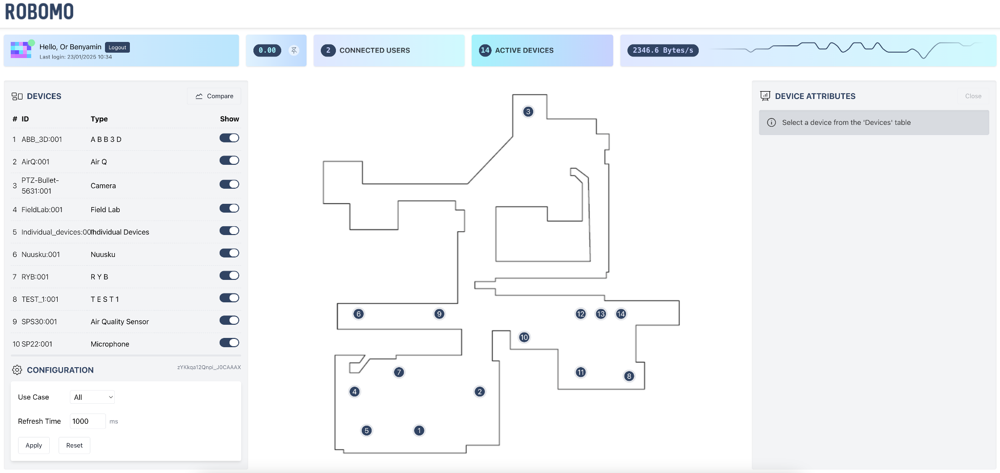 ROBOMO
Hello, Or Benyamin Logout
Last login: 23/01/2025 10:34
0.00
2 CONNECTED USERS
14 ACTIVE DEVICES
2346.6 Bytes/s
DEVICES
Compare
# ID Type Show
1 ABB_3D:001 A B B 3 D
2 AirQ:001 Air Q
3 PTZ-Bullet-
5631:001 Camera
4 FieldLab:001 Field Lab
5 Individual_devices:001 Individual Devices
6 Nuusku:001 Nuusku
7 RYB:001 R Y B
8 TEST_1:001 T E S T 1
9 SPS30:001 Air Quality Sensor
10 SP22:001 Microphone
CONFIGURATION
zYKkqa12Qnpi_J0CAAAX
Use Case All
Refresh Time 1000 ms
Apply Reset
3
6 9 12 13 14
10
7 11 8
4 2
5 1
DEVICE ATTRIBUTES
Close
Select a device from the 'Devices' table